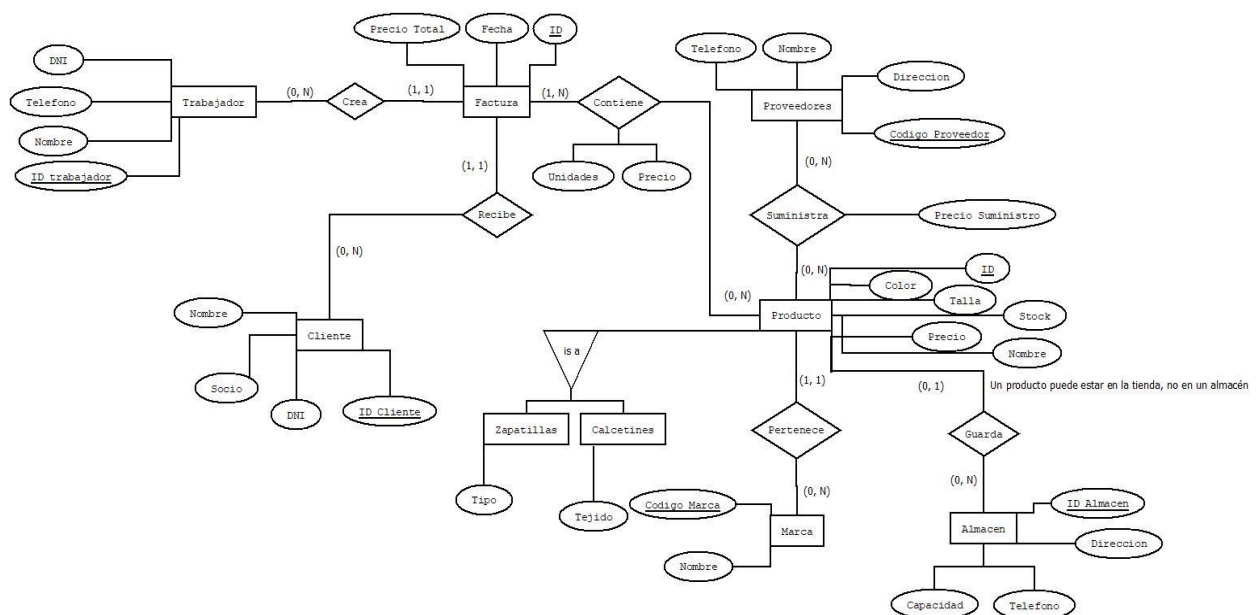 Precio Total
Fecha
ID
Telefono
Nombre
DNI
Direccion
(0, N)
(1, 1)
(1, N)
Trabajador
Crea
Factura
Contiene
Proveedores
Telefono
Codigo Proveedor
Nombre
(1, 1)
(0, N)
ID trabajador
Unidades
Precio
Recibe
Suministra
Precio Suministro
(0, N)
(0, N)
ID
Color
Nombre
(0, N)
Talla
Producto
Stock
Cliente
Precio
is a
Nombre
(1, 1)
(0, 1)
Un producto puede estar en la tienda, no en un almacén
Socio
DNI
ID Cliente
Zapatillas
Calcetines
Pertenece
Guarda
(0, N)
(0, N)
Tipo
Codigo Marca
ID Almacen
Tejido
Marca
Almacen
Direccion
Nombre
Capacidad
Telefono